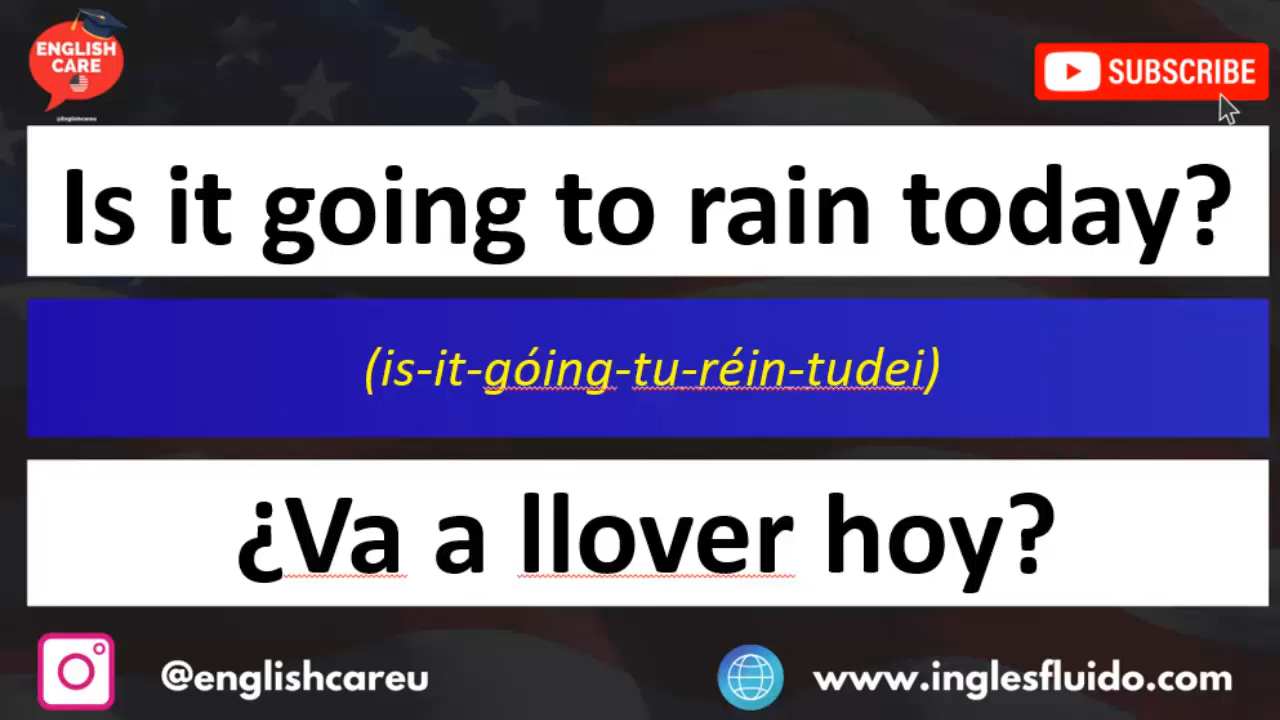 ENGLISH
CARE
@Englishcareu
SUBSCRIBE
Is it going to rain today?
(is-it-góing-tu-réin-tudei)
¿Va a llover hoy?
@englishcareu
www.inglesfluido.com